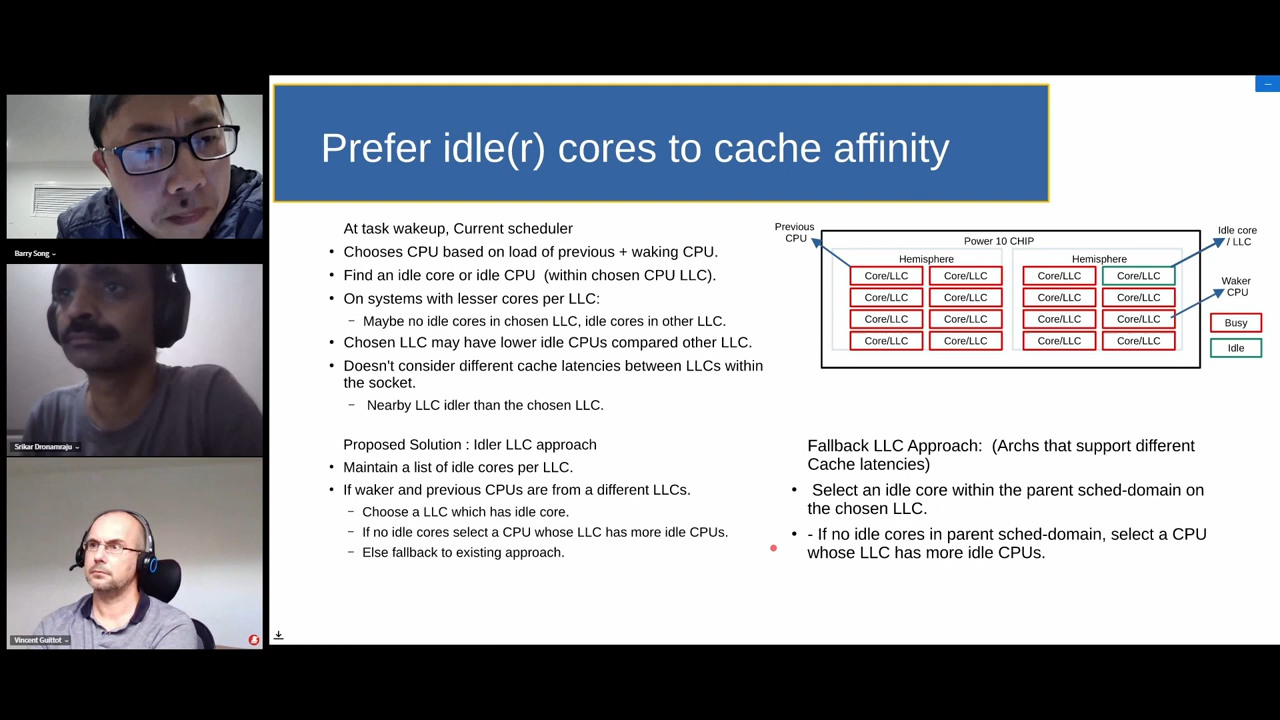 Barry Song
Srikar Dronamraju
Vincent Guittot
Prefer idle(r) cores to cache affinity
At task wakeup, Current scheduler
• Chooses CPU based on load of previous + waking CPU.
• Find an idle core or idle CPU (within chosen CPU LLC).
• On systems with lesser cores per LLC:
– Maybe no idle cores in chosen LLC, idle cores in other LLC.
• Chosen LLC may have lower idle CPUs compared other LLC.
• Doesn't consider different cache latencies between LLCs within
the socket.
– Nearby LLC idler than the chosen LLC.
Proposed Solution : Idler LLC approach
• Maintain a list of idle cores per LLC.
• If waker and previous CPUs are from a different LLCs.
– Choose a LLC which has idle core.
– If no idle cores select a CPU whose LLC has more idle CPUs.
– Else fallback to existing approach.
Previous
CPU
Power 10 CHIP
Hemisphere
Hemisphere
Core/LLC Core/LLC Core/LLC Core/LLC
Core/LLC Core/LLC Core/LLC Core/LLC
Core/LLC Core/LLC Core/LLC Core/LLC
Core/LLC Core/LLC Core/LLC Core/LLC
Idle core
/ LLC
Waker
CPU
Busy
Idle
Fallback LLC Approach: (Archs that support different
Cache latencies)
• Select an idle core within the parent sched-domain on
the chosen LLC.
• - If no idle cores in parent sched-domain, select a CPU
whose LLC has more idle CPUs.